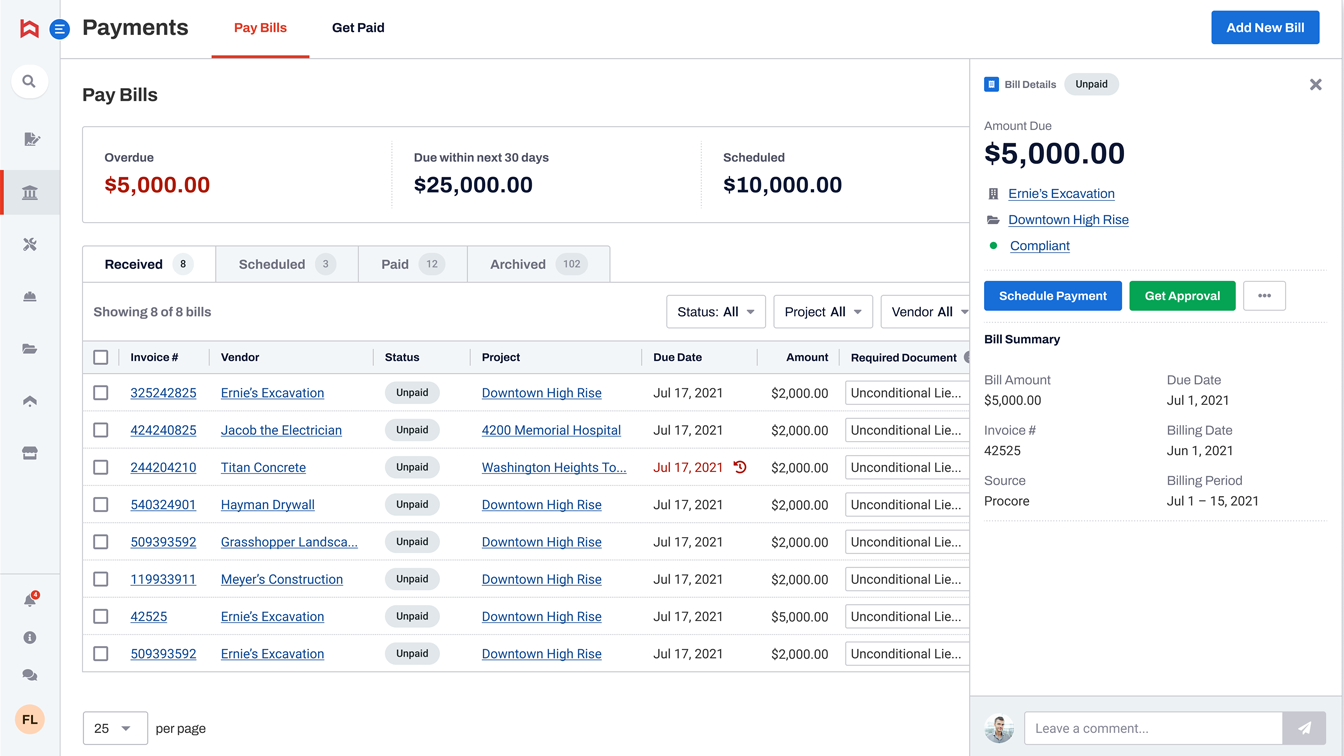 Payments
Pay Bills
Get Paid
Add New Bill
Pay Bills
Overdue
$5,000.00
Due within next 30 days
$25,000.00
Scheduled
$10,000.00
Received 8
Scheduled 3
Paid 12
Archived 102
Showing 8 of 8 bills
Status: All
Project All
Vendor All
Invoice # Vendor Status Project Due Date Amount Required Document
325242825 Ernie’s Excavation Unpaid Downtown High Rise Jul 17, 2021 $2,000.00 Unconditional Lie...
424240825 Jacob the Electrician Unpaid 4200 Memorial Hospital Jul 17, 2021 $2,000.00 Unconditional Lie...
244204210 Titan Concrete Unpaid Washington Heights To... Jul 17, 2021 $2,000.00 Unconditional Lie...
540324901 Hayman Drywall Unpaid Downtown High Rise Jul 17, 2021 $2,000.00 Unconditional Lie...
509393592 Grasshopper Landsca... Unpaid Downtown High Rise Jul 17, 2021 $2,000.00 Unconditional Lie...
119933911 Meyer’s Construction Unpaid Downtown High Rise Jul 17, 2021 $2,000.00 Unconditional Lie...
42525 Ernie’s Excavation Unpaid Downtown High Rise Jul 17, 2021 $5,000.00 Unconditional Lie...
509393592 Ernie’s Excavation Unpaid Downtown High Rise Jul 17, 2021 $2,000.00 Unconditional Lie...
25 per page
4
FL
Bill Details Unpaid
Amount Due
$5,000.00
Ernie’s Excavation
Downtown High Rise
Compliant
Schedule Payment
Get Approval
Bill Summary
Bill Amount
$5,000.00
Due Date
Jul 1, 2021
Invoice #
42525
Billing Date
Jun 1, 2021
Source
Procore
Billing Period
Jul 1 – 15, 2021
Leave a comment...